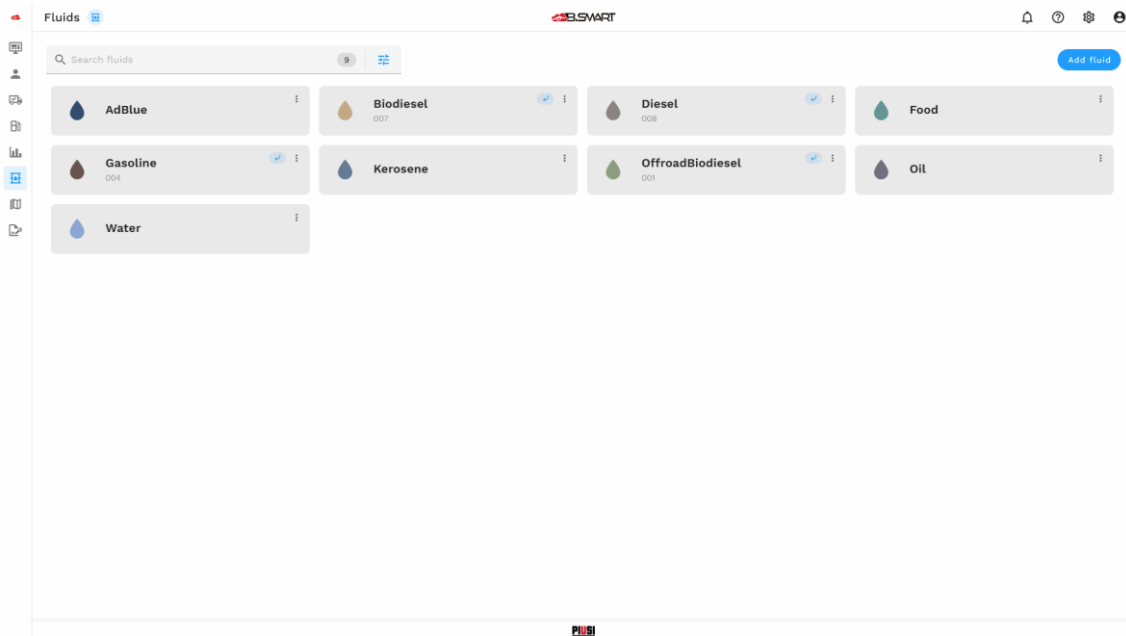 Fluids
B.SMART
Search fluids
9
Add fluid
AdBlue
Biodiesel
007
Diesel
008
Food
Gasoline
004
Kerosene
OffroadBiodiesel
001
Oil
Water
PIUSI